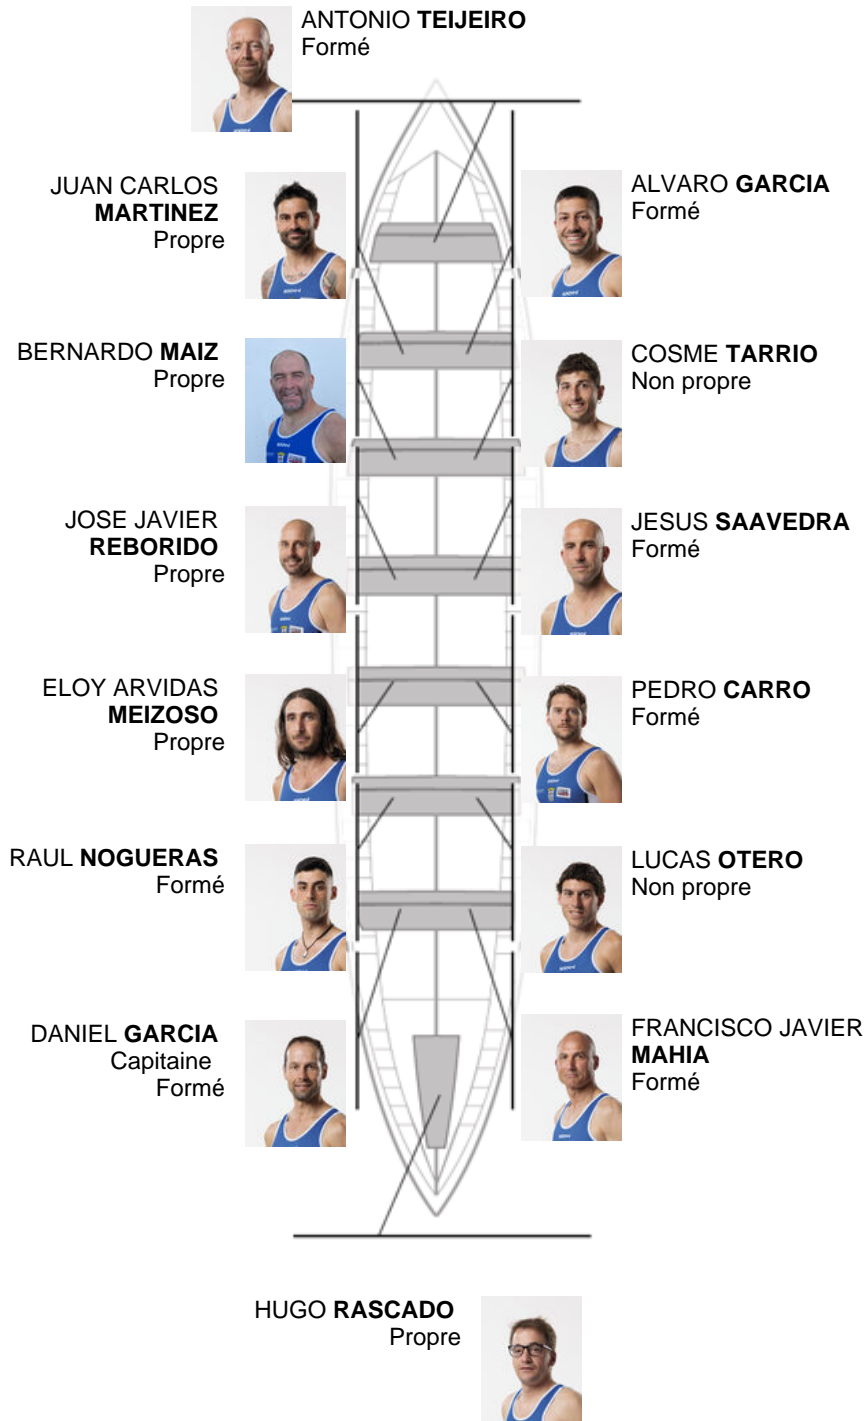 ANTONIO TEIJEIRO
Formé
JUAN CARLOS
MARTINEZ
Propre
ALVARO GARCIA
Formé
BERNARDO MAIZ
Propre
COSME TARRIO
Non propre
JOSE JAVIER
REBORIDO
Propre
JESUS SAAVEDRA
Formé
ELOY ARVIDAS
MEIZOSO
Propre
PEDRO CARRO
Formé
RAUL NOGUERAS
Formé
LUCAS OTERO
Non propre
DANIEL GARCIA
Capitaine
Formé
FRANCISCO JAVIER
MAHIA
Formé
HUGO RASCADO
Propre